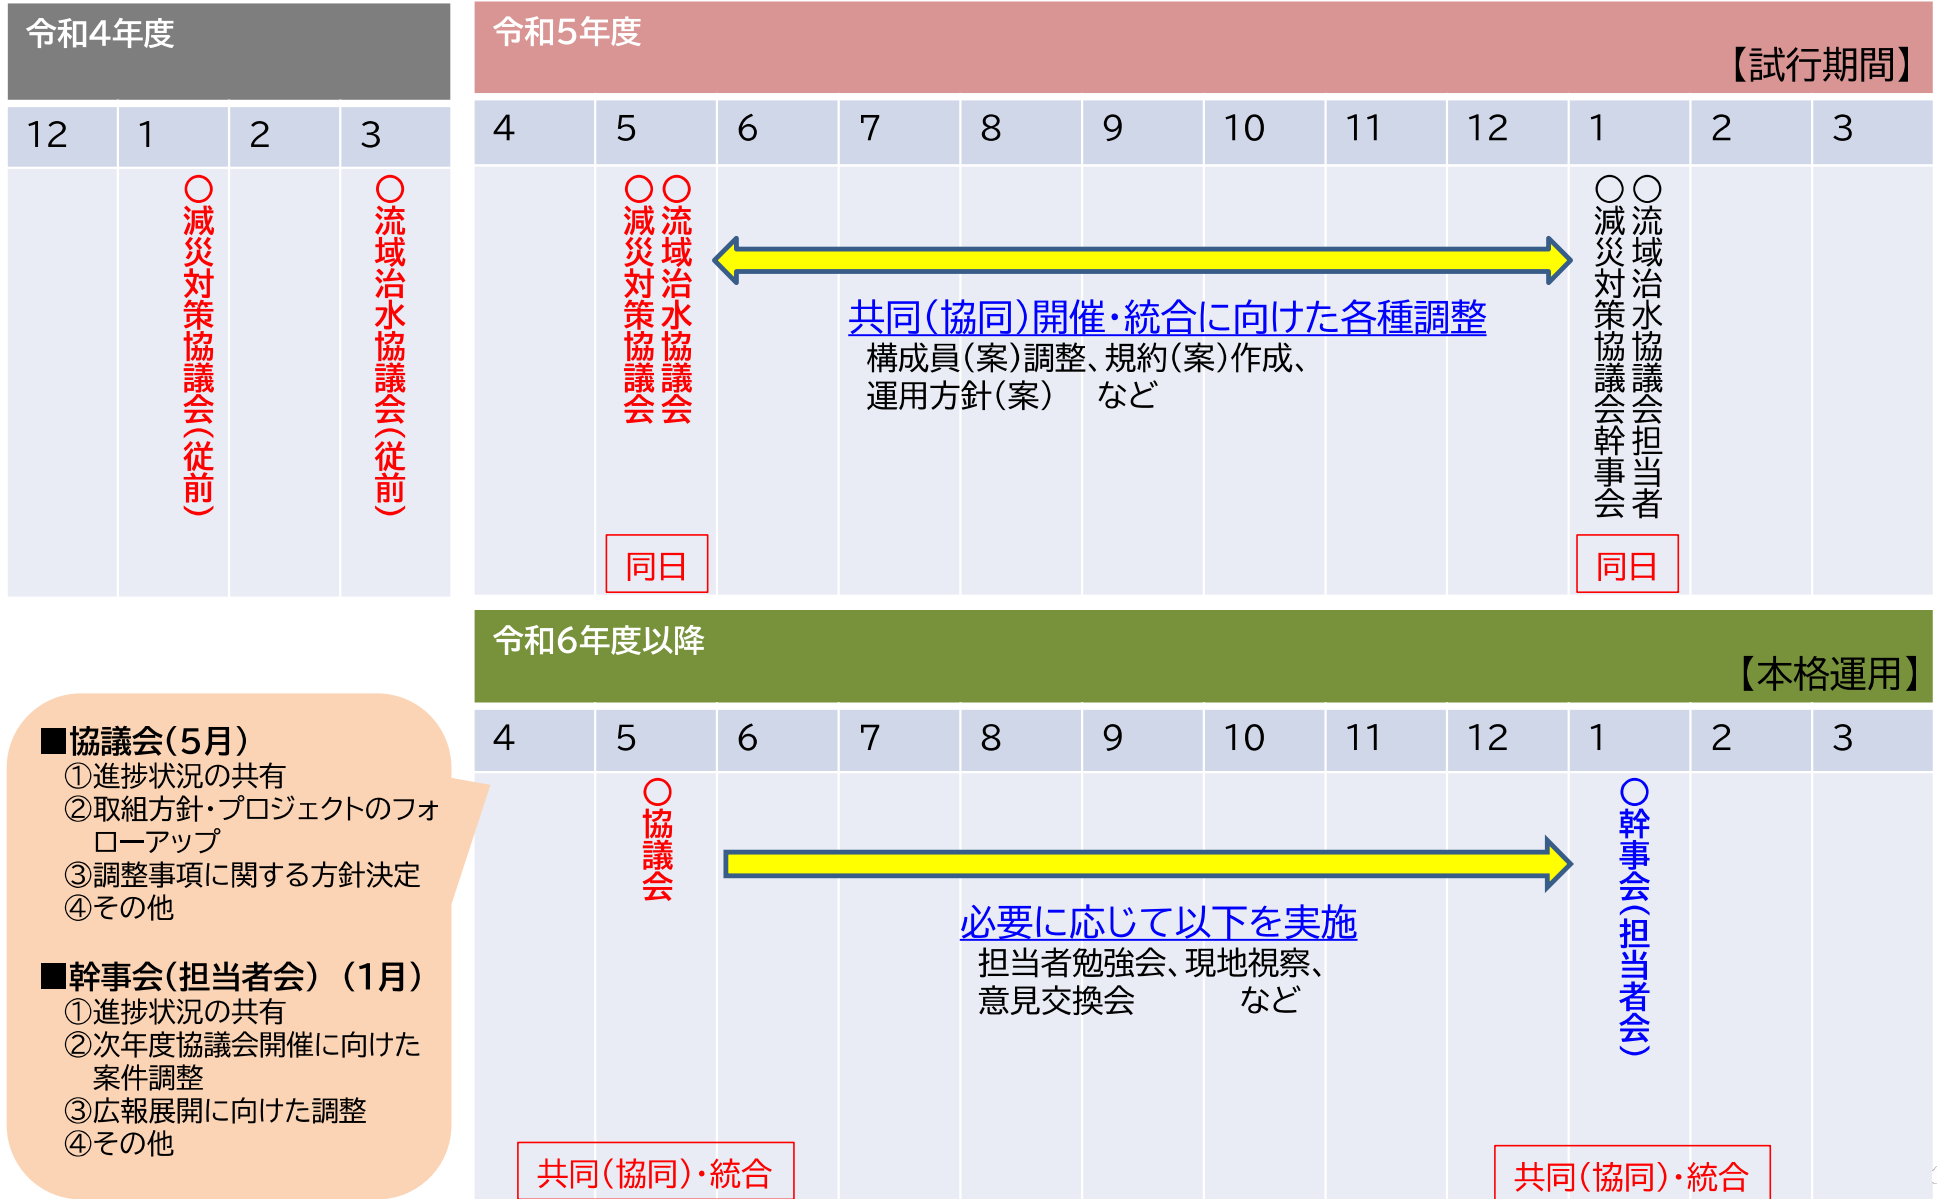 令和4年度
12 1 2 3
○減災対策協議会(従前)
○流域治水協議会(従前)
令和5年度
【試行期間】
4 5 6 7 8 9 10 11 12 1 2 3
○流域治水協議会
○減災対策協議会
同日
共同(協同)開催・統合に向けた各種調整
構成員(案)調整、規約(案)作成、
運用方針(案) など
○流域治水協議会担当者
○減災対策協議会幹事会
同日
令和6年度以降
【本格運用】
4 5 6 7 8 9 10 11 12 1 2 3
○協議会
共同(協同)・統合
必要に応じて以下を実施
担当者勉強会、現地視察、
意見交換会 など
○幹事会(担当者会)
共同(協同)・統合
■協議会(5月)
①進捗状況の共有
②取組方針・プロジェクトのフォ
ローアップ
③調整事項に関する方針決定
④その他
■幹事会(担当者会) (1月)
①進捗状況の共有
②次年度協議会開催に向けた
案件調整
③広報展開に向けた調整
④その他